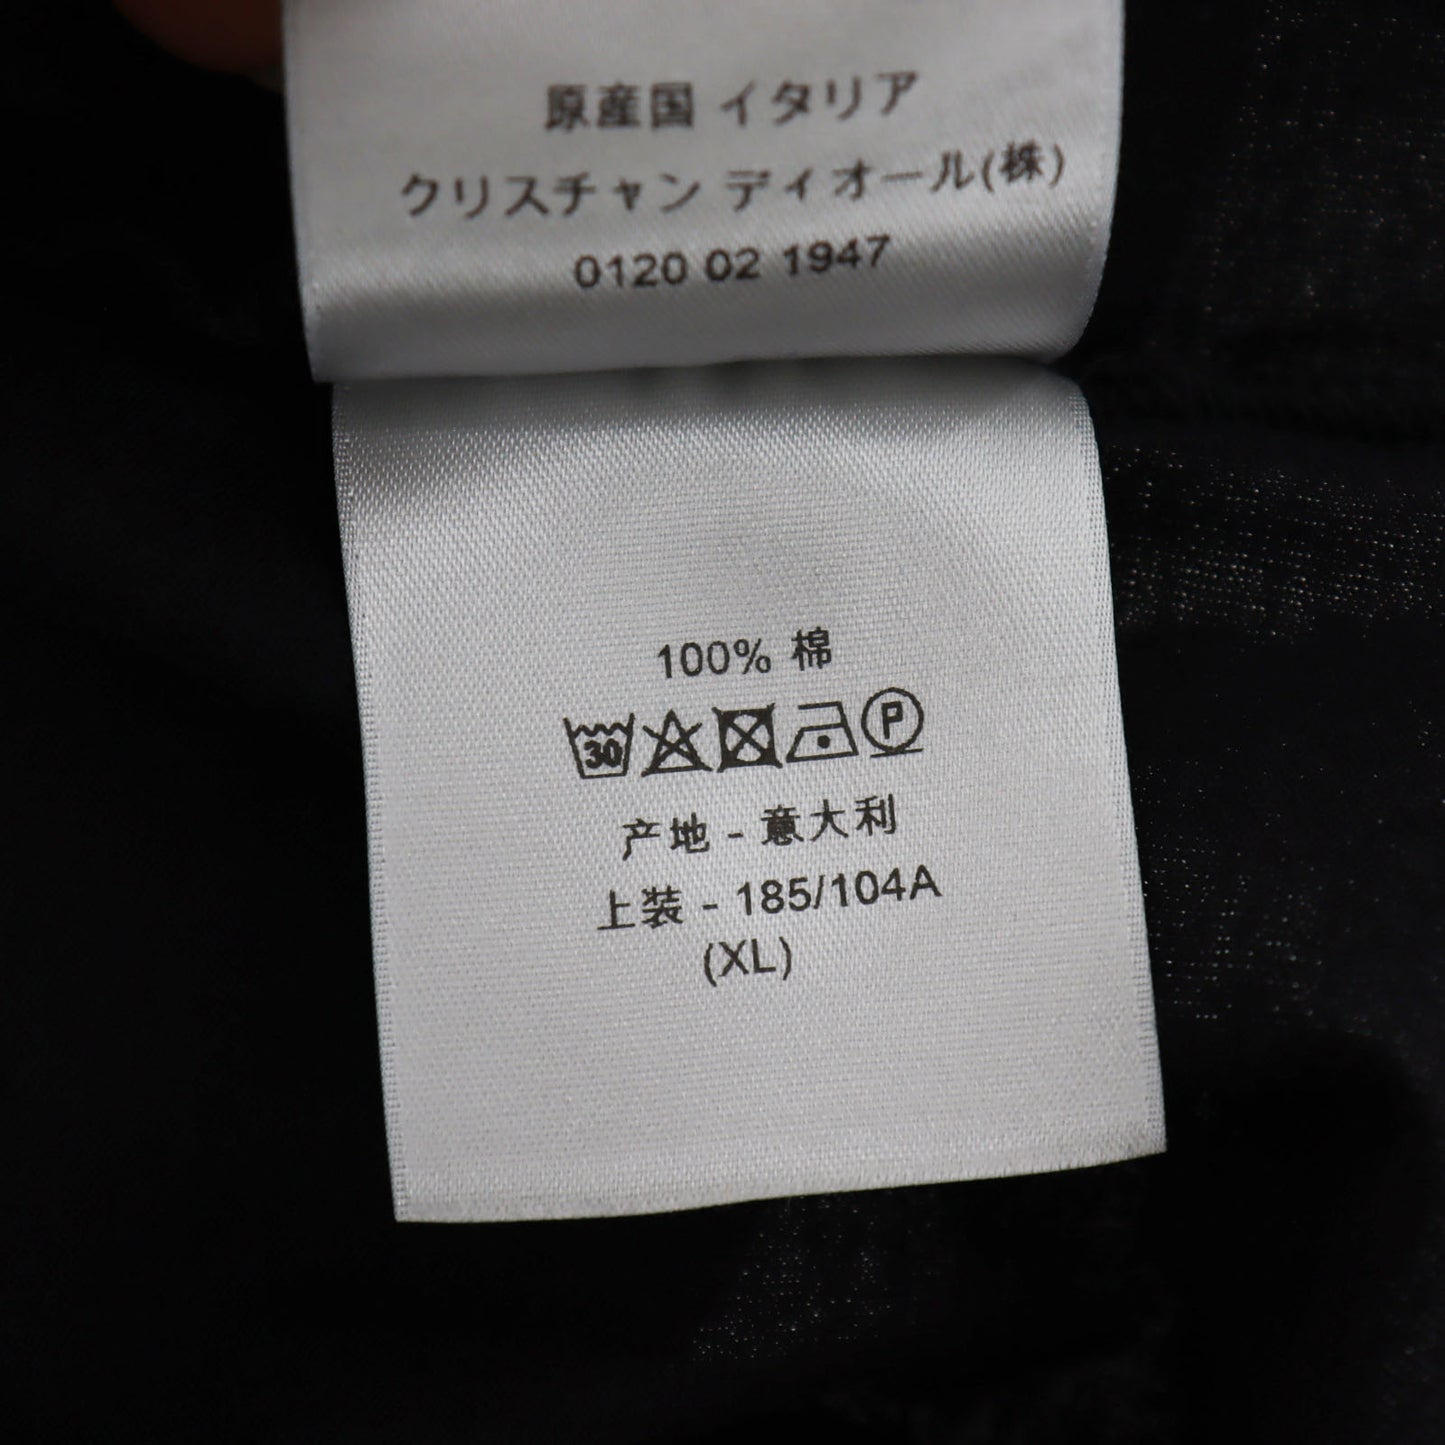 原産国 イタリア
クリスチャン ディオール(株)
0120 02 1947
100% 棉
30 P
产地 - 意大利
上装 - 185/104A
(XL)